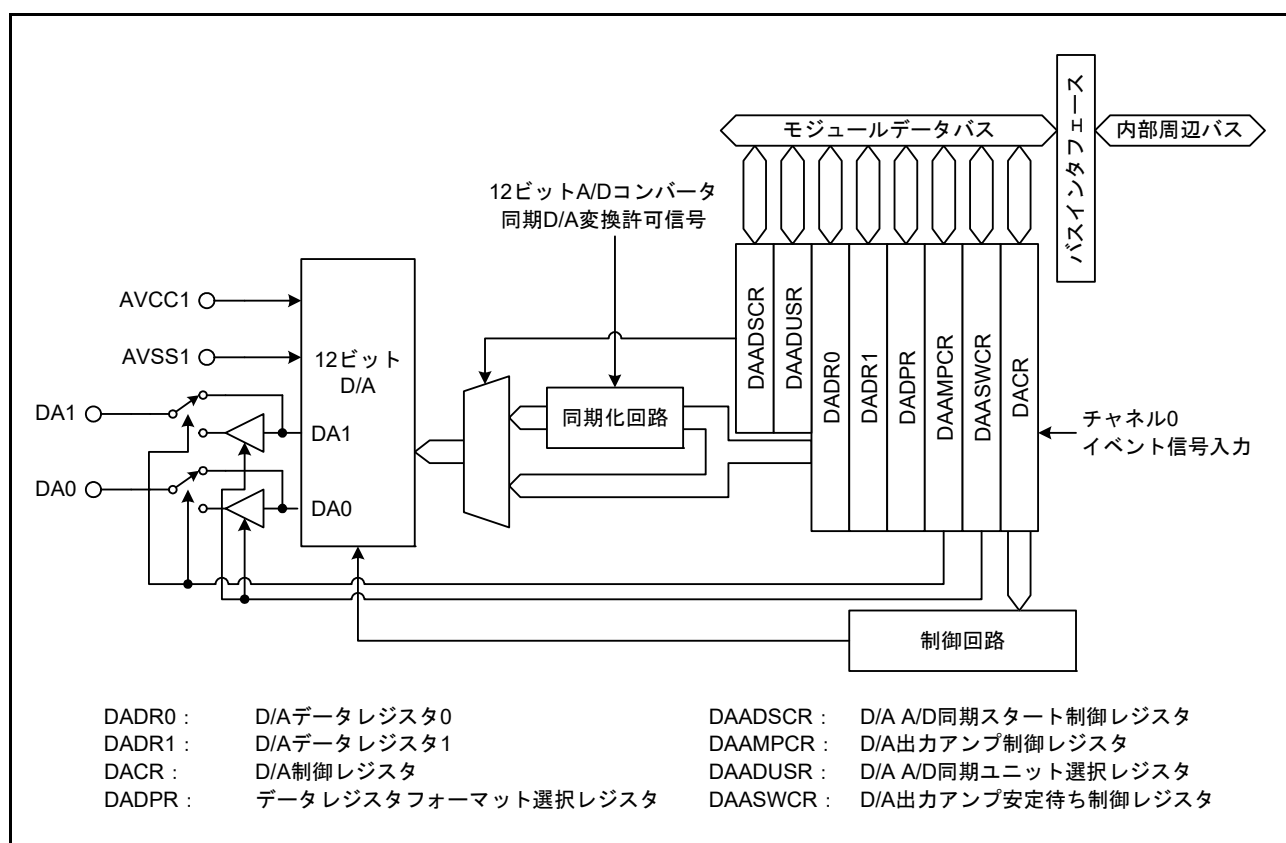 モジュールデータバス
バスインタフェース
内部周辺バス
12ビットA/Dコンバータ
同期D/A変換許可信号
AVCC1
AVSS1
12ビット
D/A
DA1
DA1
DA0
DA0
同期化回路
DAADSCR
DAADUSR
DADR0
DADR1
DADPR
DAAMPCR
DAASWCR
DACR
チャネル0
イベント信号入力
制御回路
DADR0： D/Aデータレジスタ0
DADR1： D/Aデータレジスタ1
DACR： D/A制御レジスタ
DADPR： データレジスタフォーマット選択レジスタ
DAADSCR： D/A A/D同期スタート制御レジスタ
DAAMPCR： D/A出力アンプ制御レジスタ
DAADUSR： D/A A/D同期ユニット選択レジスタ
DAASWCR： D/A出力アンプ安定待ち制御レジスタ